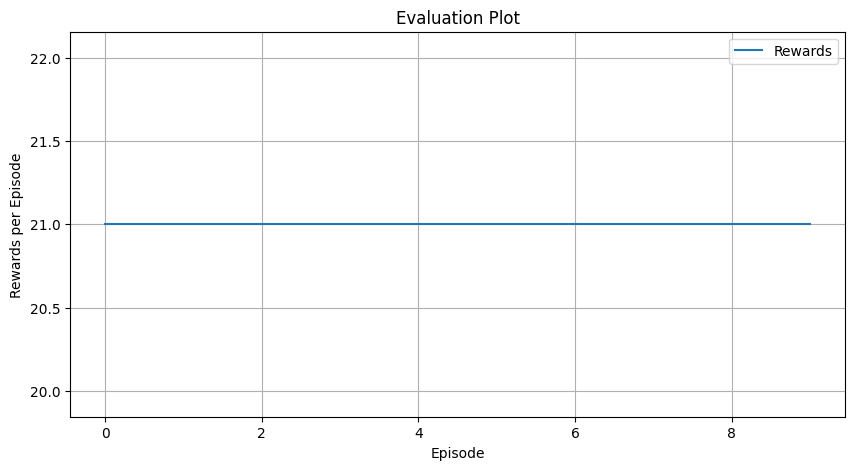 Evaluation Plot
Rewards
22.0
21.5
21.0
20.5
20.0
Rewards per Episode
0 2 4 6 8
Episode